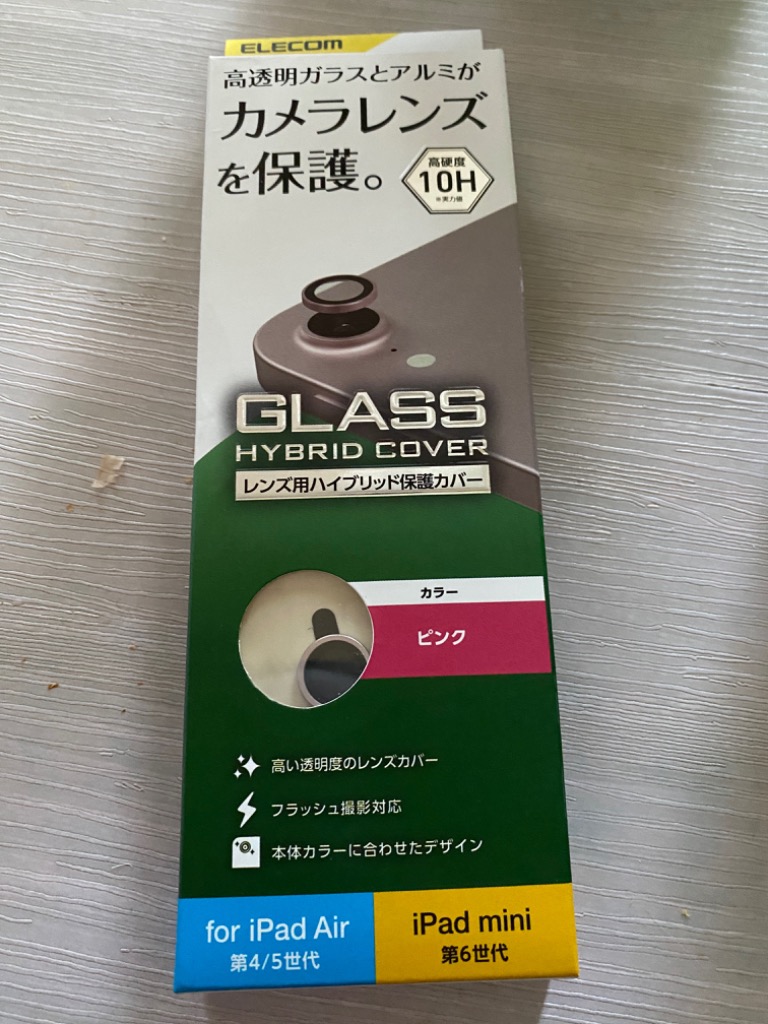 ELECOM
高透明ガラスとアルミが
カメラレンズ
を保護。
高硬度
10H
※実力値
GLASS
HYBRID COVER
レンズ用ハイブリッド保護カバー
カラー
ピンク
高い透明度のレンズカバー
フラッシュ撮影対応
本体カラーに合わせたデザイン
for iPad Air
第4/5世代
iPad mini
第6世代